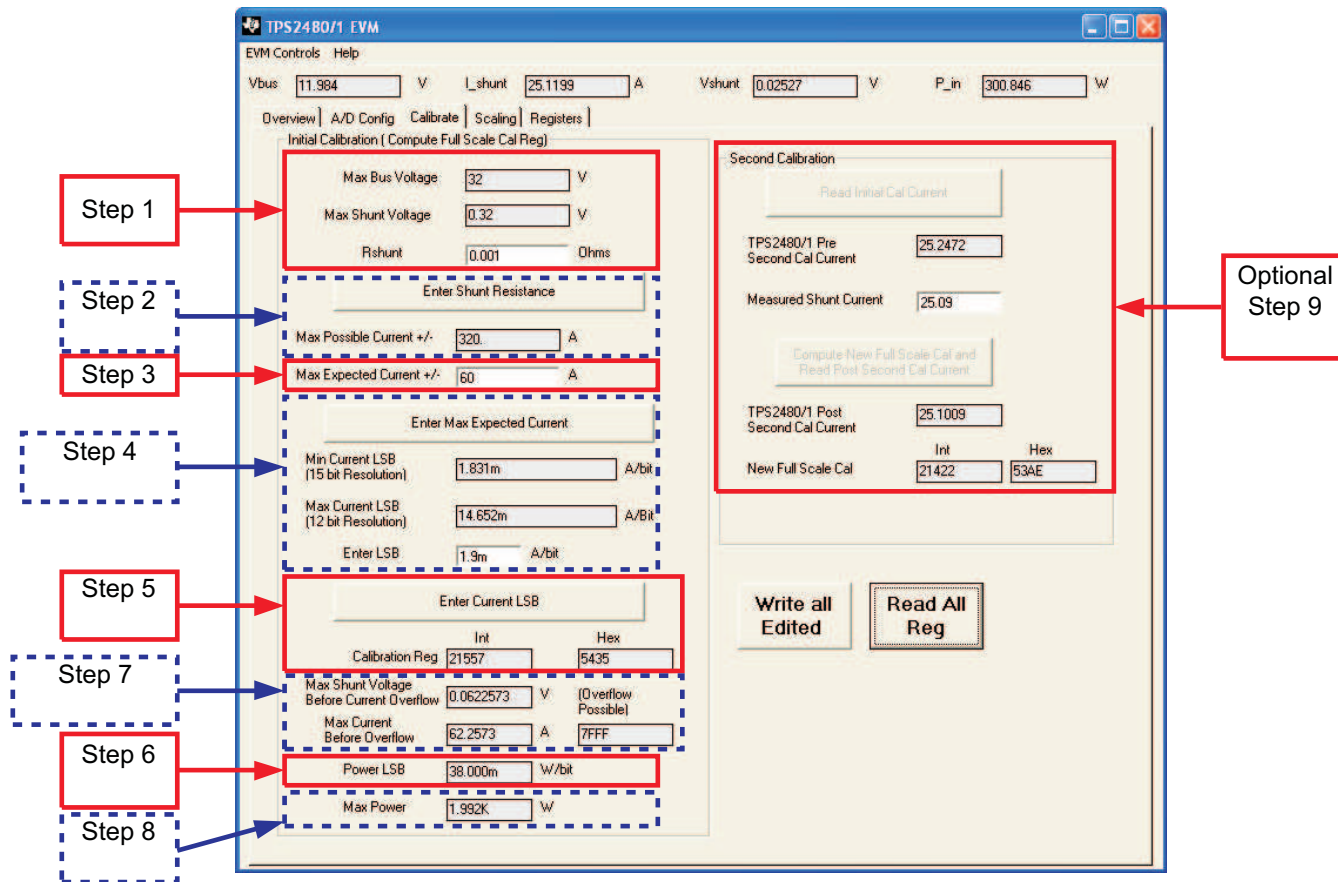 TPS2480/1 EVM
EVM Controls Help
Vbus 11.984 V I_shunt 25.1199 A Vshunt 0.02527 V P_in 300.846 W
Overview A/D Config Calibrate Scaling Registers
Initial Calibration ( Compute Full Scale Cal Reg)
Step 1
Max Bus Voltage 32 V
Max Shunt Voltage 0.32 V
Rshunt 0.001 Ohms
Step 2
Enter Shunt Resistance
Max Possible Current +/- 320. A
Step 3
Max Expected Current +/- 60 A
Step 4
Enter Max Expected Current
Min Current LSB
(15 bit Resolution) 1.831m A/bit
Max Current LSB
(12 bit Resolution) 14.652m A/Bit
Enter LSB 1.9m A/bit
Step 5
Enter Current LSB
Int Hex
Calibration Reg 21557 5435
Step 7
Max Shunt Voltage
Before Current Overflow 0.0622573 V (Overflow
Possible)
Max Current
Before Overflow 62.2573 A 7FFF
Step 6
Power LSB 38.000m W/bit
Step 8
Max Power 1.992K W
Second Calibration
Read Initial Cal Current
TPS2480/1 Pre
Second Cal Current 25.2472
Measured Shunt Current 25.09
Compute New Full Scale Cal and
Read Post Second Cal Current
TPS2480/1 Post
Second Cal Current 25.1009
Int Hex
New Full Scale Cal 21422 53AE
Optional
Step 9
Write all
Edited
Read All
Reg